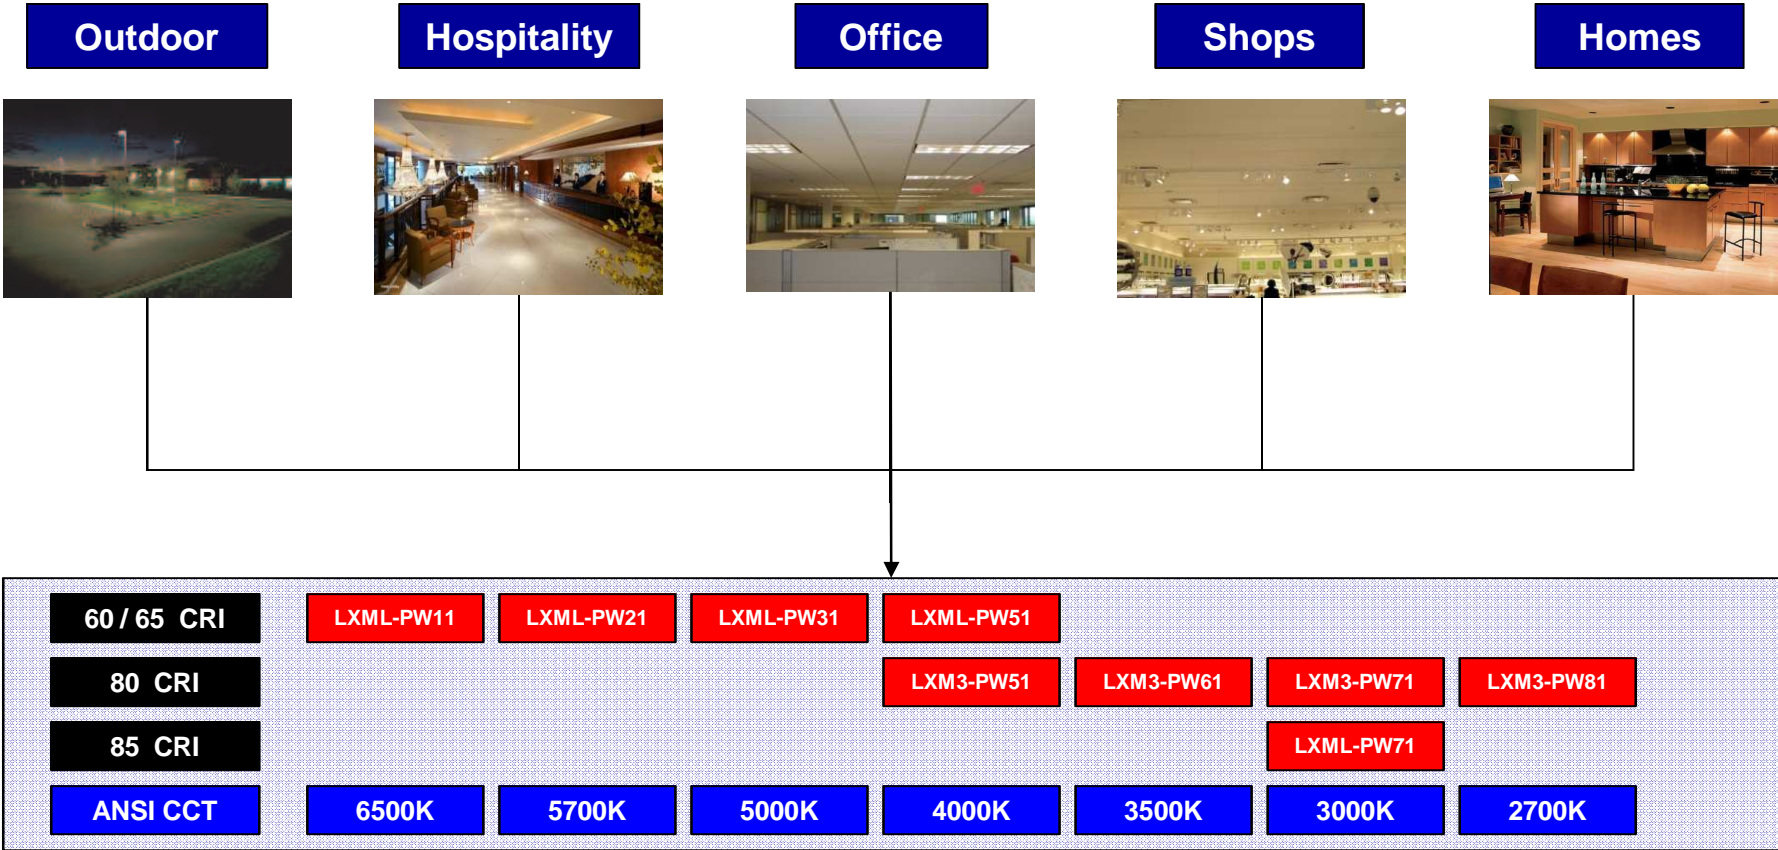 Outdoor
Hospitality
Office
Shops
Homes
60 / 65 CRI
LXML-PW11
LXML-PW21
LXML-PW31
LXML-PW51
80 CRI
LXM3-PW51
LXM3-PW61
LXM3-PW71
LXM3-PW81
85 CRI
LXML-PW71
ANSI CCT
6500K
5700K
5000K
4000K
3500K
3000K
2700K